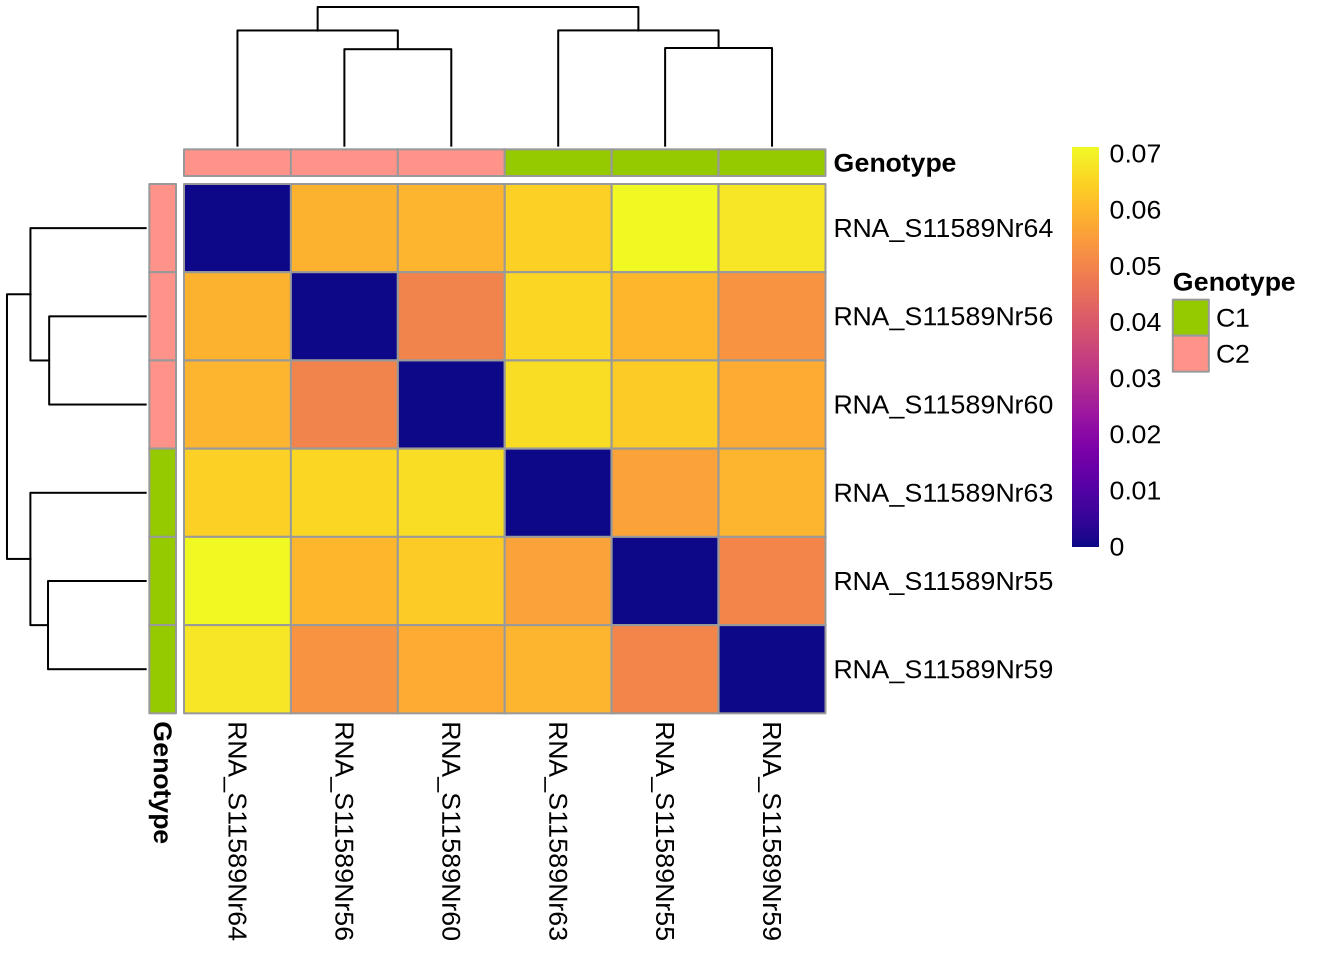 Genotype
RNA_S11589Nr64
RNA_S11589Nr56
RNA_S11589Nr60
RNA_S11589Nr63
RNA_S11589Nr55
RNA_S11589Nr59
0.07
0.06
0.05
0.04
0.03
0.02
0.01
0
Genotype
C1
C2
Genotype
RNA_S11589Nr64
RNA_S11589Nr56
RNA_S11589Nr60
RNA_S11589Nr63
RNA_S11589Nr55
RNA_S11589Nr59